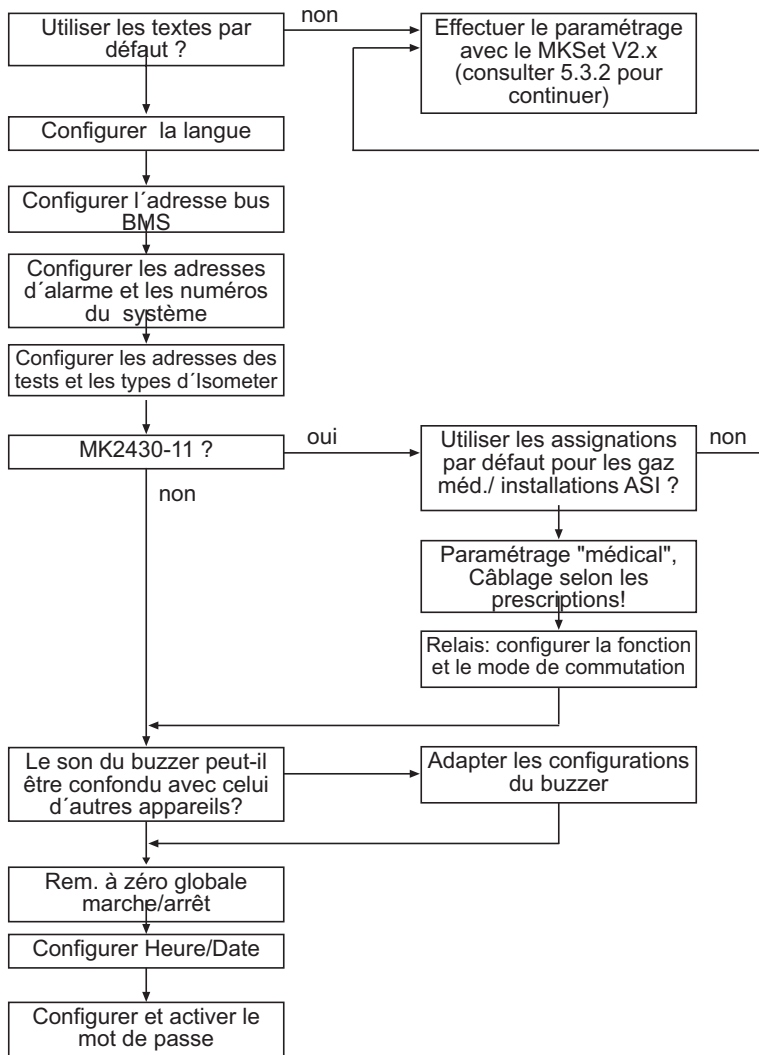 Utiliser les textes par
défaut ?
non
Effectuer le paramétrage
avec le MKSet V2.x
(consulter 5.3.2 pour
continuer)
Configurer la langue
Configurer l´adresse bus
BMS
Configurer les adresses
d´alarme et les numéros
du système
Configurer les adresses des
tests et les types d´Isometer
MK2430-11 ?
oui
non
Utiliser les assignations
par défaut pour les gaz
méd./ installations ASI ?
non
Paramétrage "médical",
Câblage selon les
prescriptions!
Relais: configurer la fonction
et le mode de commutation
Le son du buzzer peut-il
être confondu avec celui
d´autres appareils?
Adapter les configurations
du buzzer
Rem. à zéro globale
marche/arrêt
Configurer Heure/Date
Configurer et activer le
mot de passe